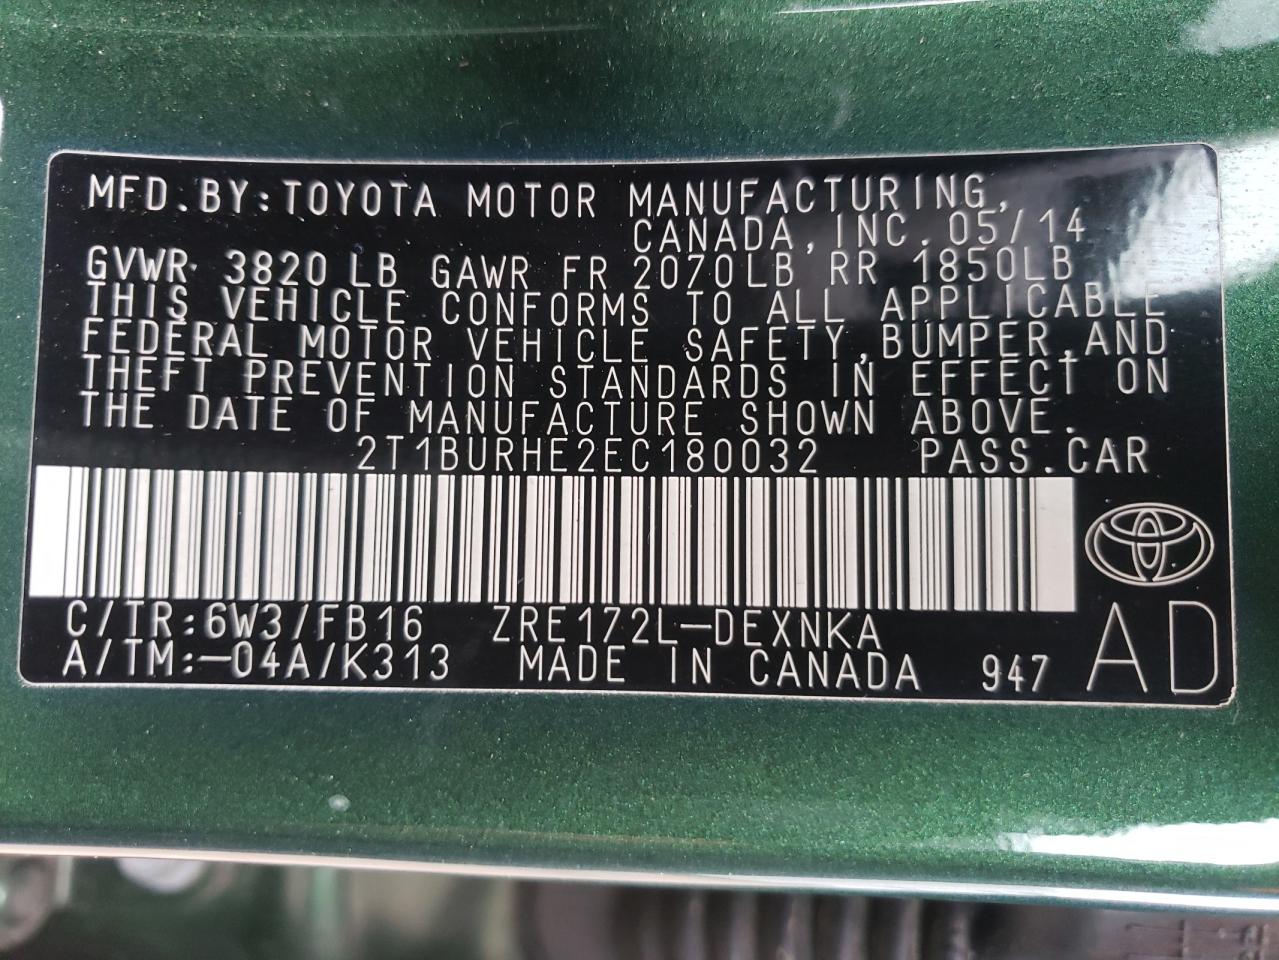 MFD.BY:TOYOTA MOTOR MANUFACTURING,
CANADA,INC.05/14
GVWR 3820LB GAWR FR 2070LB RR 1850LB
THIS VEHICLE CONFORMS TO ALL APPLICABLE
FEDERAL MOTOR VEHICLE SAFETY,BUMPER,AND
THEFT PREVENTION STANDARDS IN EFFECT ON
THE DATE OF MANUFACTURE SHOWN ABOVE.
2T1BURHE2EC180032 PASS.CAR
C/TR:6W3/FB16 ZRE172L-DEXNKA
A/TM:-04A/K313 MADE IN CANADA 947
AD